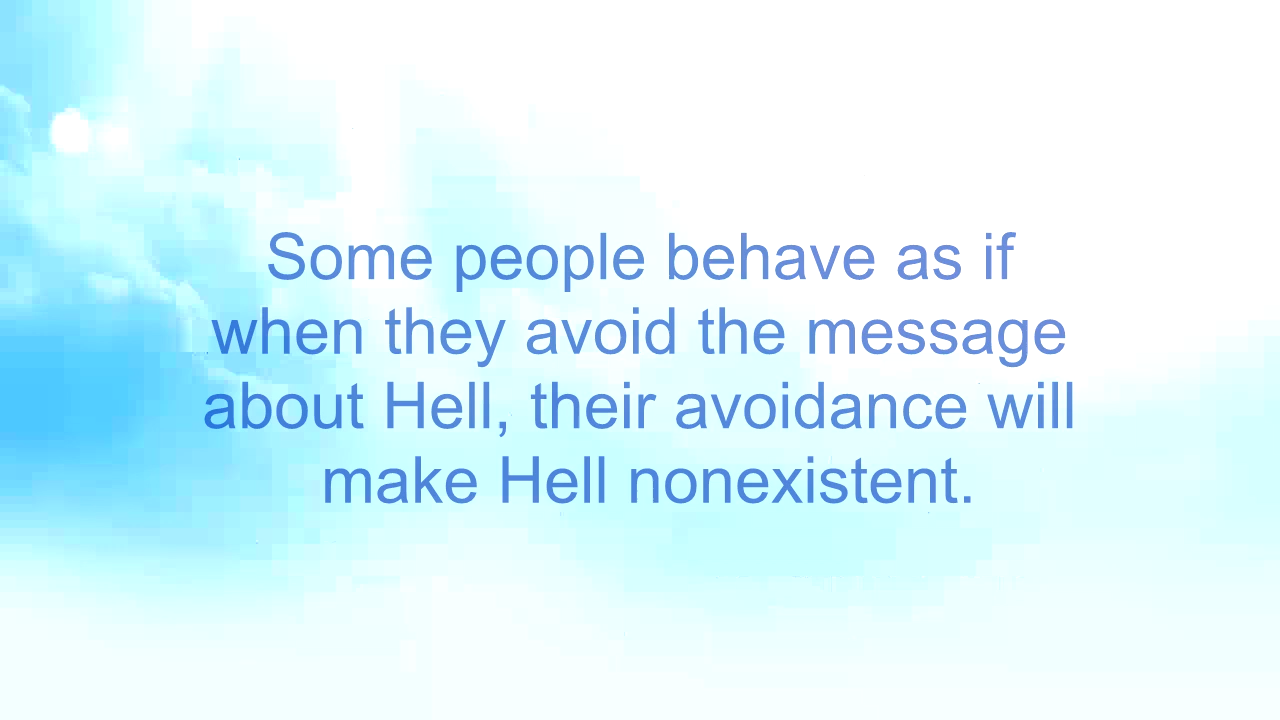 Some people behave as if
when they avoid the message
about Hell, their avoidance will
make Hell nonexistent.